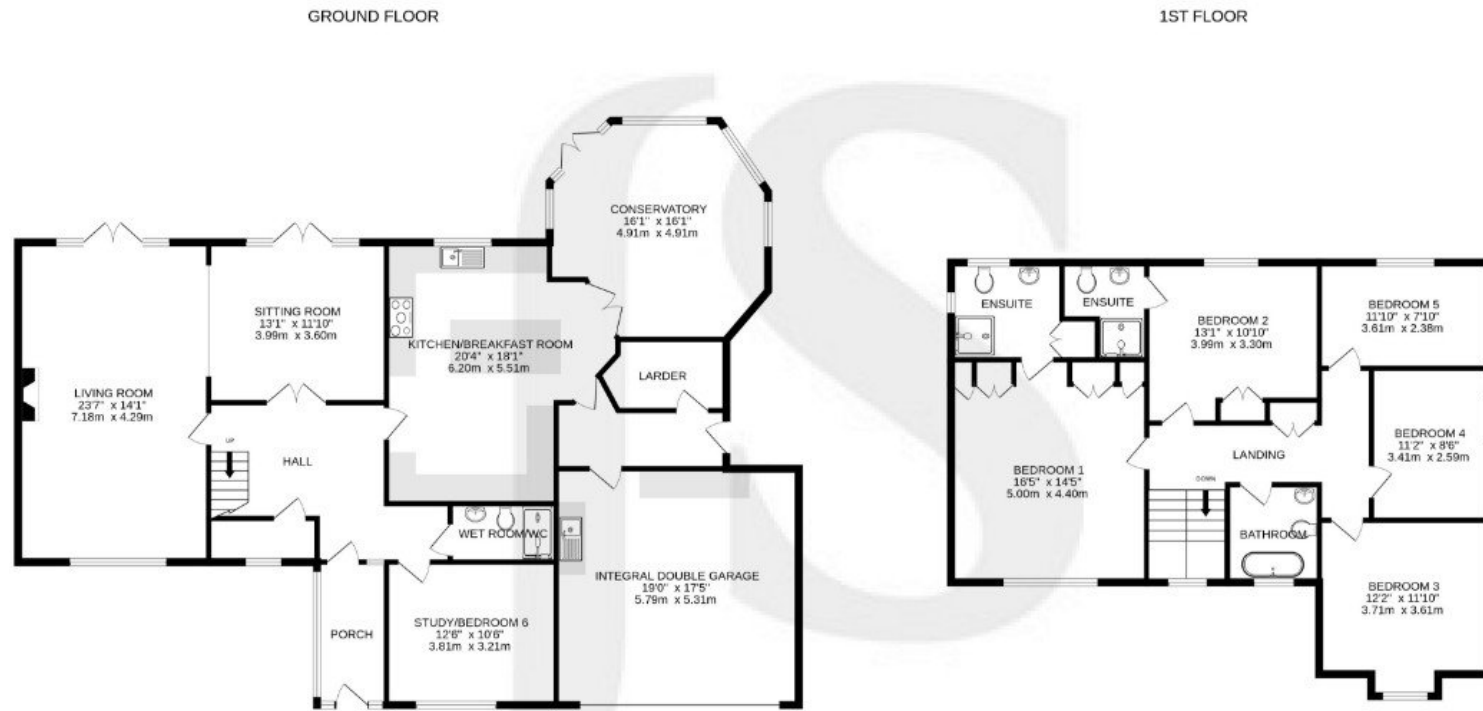 GROUND FLOOR
1ST FLOOR
CONSERVATORY
16'1" x 16'1"
4.91m x 4.91m
SITTING ROOM
13'1" x 11'10"
3.99m x 3.60m
KITCHEN/BREAKFAST ROOM
20'4" x 18'1"
6.20m x 5.51m
LARDER
LIVING ROOM
23'7" x 14'1"
7.18m x 4.29m
UP
HALL
WET ROOM/WC
INTEGRAL DOUBLE GARAGE
19'0" x 17'5"
5.79m x 5.31m
PORCH
STUDY/BEDROOM 6
12'6" x 10'6"
3.81m x 3.21m
ENSUITE
ENSUITE
BEDROOM 2
13'1" x 10'10"
3.99m x 3.30m
BEDROOM 5
11'10" x 7'10"
3.61m x 2.38m
BEDROOM 4
11'2" x 8'6"
3.41m x 2.59m
LANDING
BEDROOM 1
16'5" x 14'5"
5.00m x 4.40m
DOWN
BATHROOM
BEDROOM 3
12'2" x 11'10"
3.71m x 3.61m